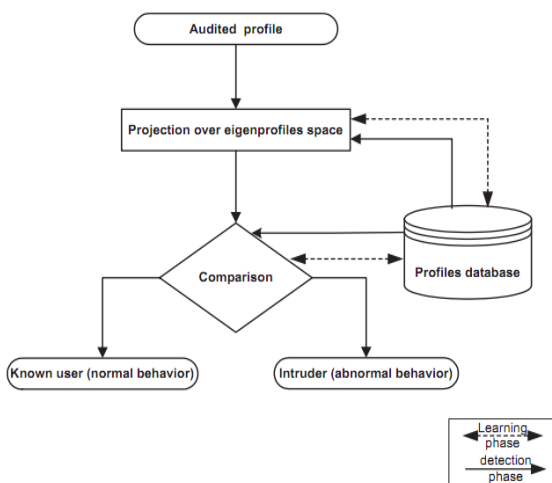 Audited profile
Projection over eigenprofiles space
Profiles database
Comparison
Known user (normal behavior)
Intruder (abnormal behavior)
Learning
phase
detection
phase